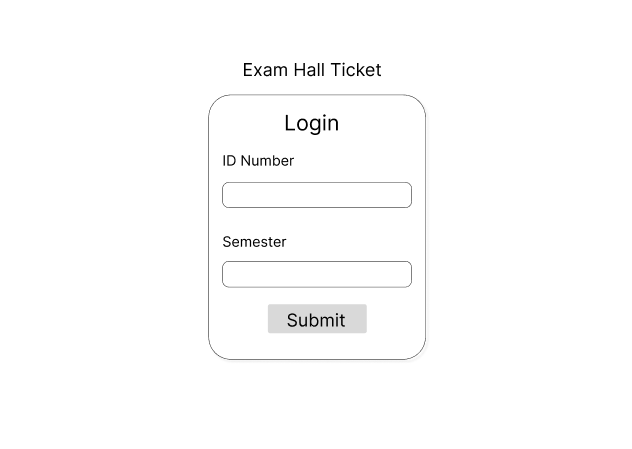 Exam Hall Ticket
Login
ID Number
Semester
Submit